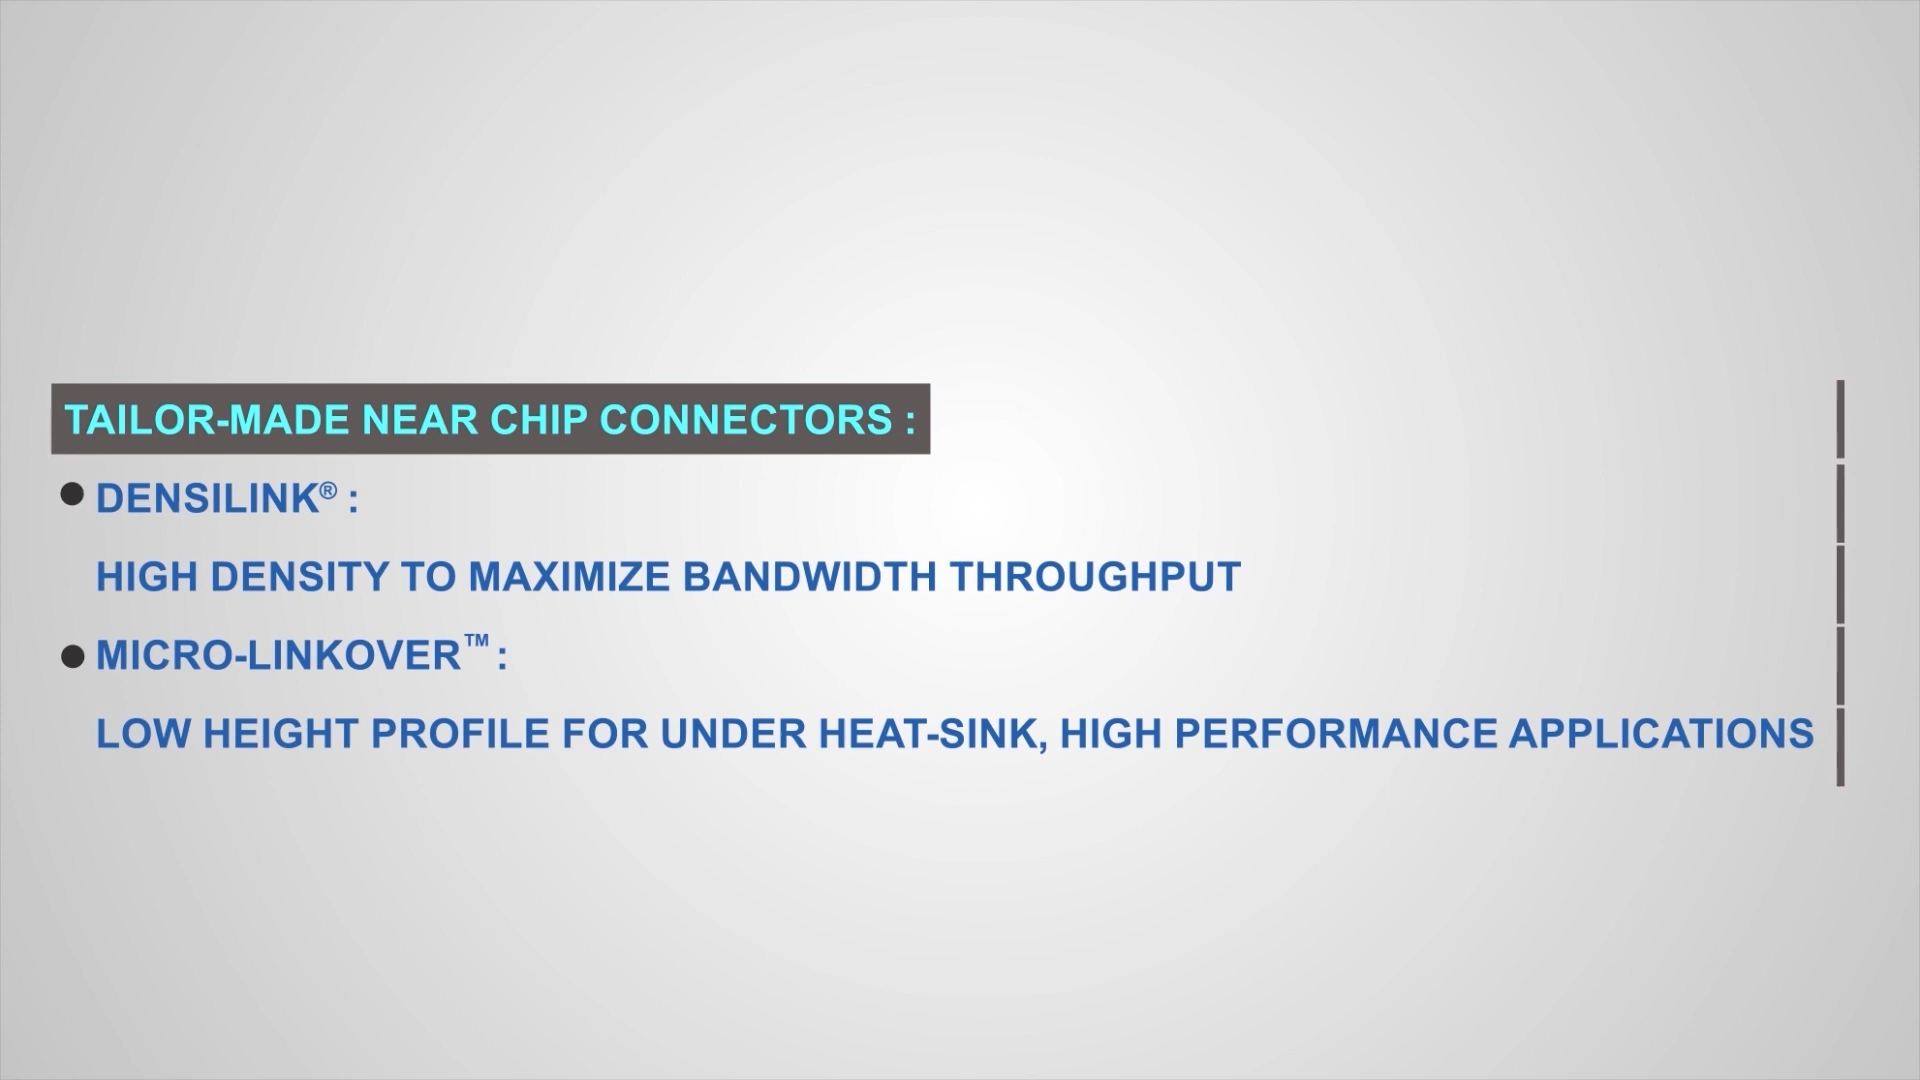 TAILOR-MADE NEAR CHIP CONNECTORS :
● DENSILINK® :
HIGH DENSITY TO MAXIMIZE BANDWIDTH THROUGHPUT
● MICRO-LINKOVER™ :
LOW HEIGHT PROFILE FOR UNDER HEAT-SINK, HIGH PERFORMANCE APPLICATIONS